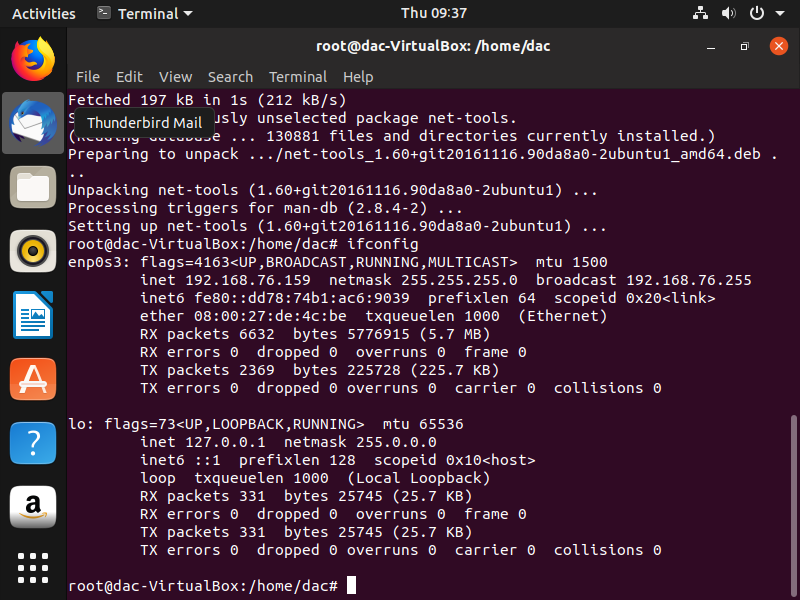 Activities Terminal Thu 09:37
root@dac-VirtualBox: /home/dac
File Edit View Search Terminal Help
Fetched 197 kB in 1s (212 kB/s)
Thunderbird Mail
usly unselected package net-tools.
... 130881 files and directories currently installed.)
Preparing to unpack .../net-tools_1.60+git20161116.90da8a0-2ubuntu1_amd64.deb .
..
Unpacking net-tools (1.60+git20161116.90da8a0-2ubuntu1) ...
Processing triggers for man-db (2.8.4-2) ...
Setting up net-tools (1.60+git20161116.90da8a0-2ubuntu1) ...
root@dac-VirtualBox:/home/dac# ifconfig
enp0s3: flags=4163<UP,BROADCAST,RUNNING,MULTICAST> mtu 1500
inet 192.168.76.159 netmask 255.255.255.0 broadcast 192.168.76.255
inet6 fe80::dd78:74b1:ac6:9039 prefixlen 64 scopeid 0x20<link>
ether 08:00:27:de:4c:be txqueuelen 1000 (Ethernet)
RX packets 6632 bytes 5776915 (5.7 MB)
RX errors 0 dropped 0 overruns 0 frame 0
TX packets 2369 bytes 225728 (225.7 KB)
TX errors 0 dropped 0 overruns 0 carrier 0 collisions 0
lo: flags=73<UP,LOOPBACK,RUNNING> mtu 65536
inet 127.0.0.1 netmask 255.0.0.0
inet6 ::1 prefixlen 128 scopeid 0x10<host>
loop txqueuelen 1000 (Local Loopback)
RX packets 331 bytes 25745 (25.7 KB)
RX errors 0 dropped 0 overruns 0 frame 0
TX packets 331 bytes 25745 (25.7 KB)
TX errors 0 dropped 0 overruns 0 carrier 0 collisions 0
root@dac-VirtualBox:/home/dac#